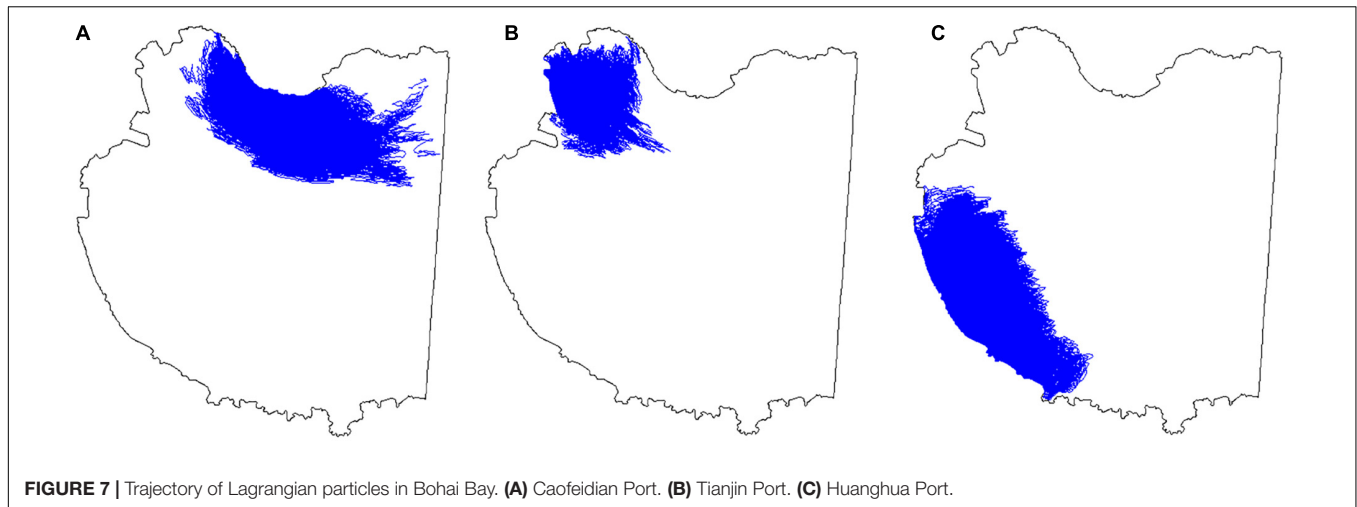 A
B
C
FIGURE 7 | Trajectory of Lagrangian particles in Bohai Bay. (A) Caofeidian Port. (B) Tianjin Port. (C) Huanghua Port.